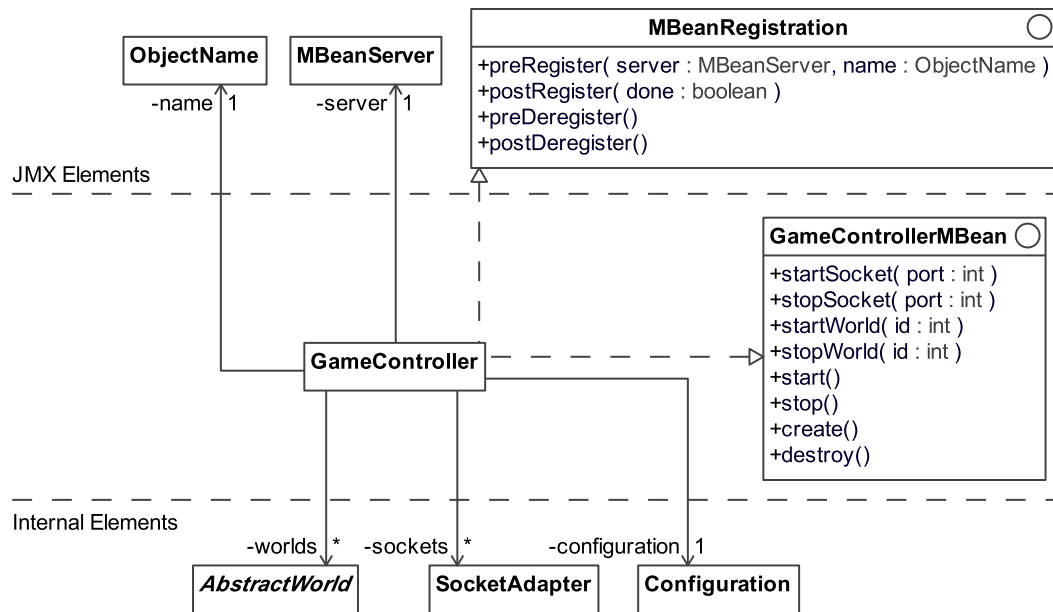 MBeanRegistration
ObjectName
MBeanServer
+preRegister( server : MBeanServer, name : ObjectName )
+postRegister( done : boolean )
+preDeregister()
+postDeregister()
-name 1
-server 1
JMX Elements
GameControllerMBean
+startSocket( port : int )
+stopSocket( port : int )
+startWorld( id : int )
+stopWorld( id : int )
+start()
+stop()
+create()
+destroy()
GameController
Internal Elements
-worlds *
-sockets *
-configuration 1
AbstractWorld
SocketAdapter
Configuration